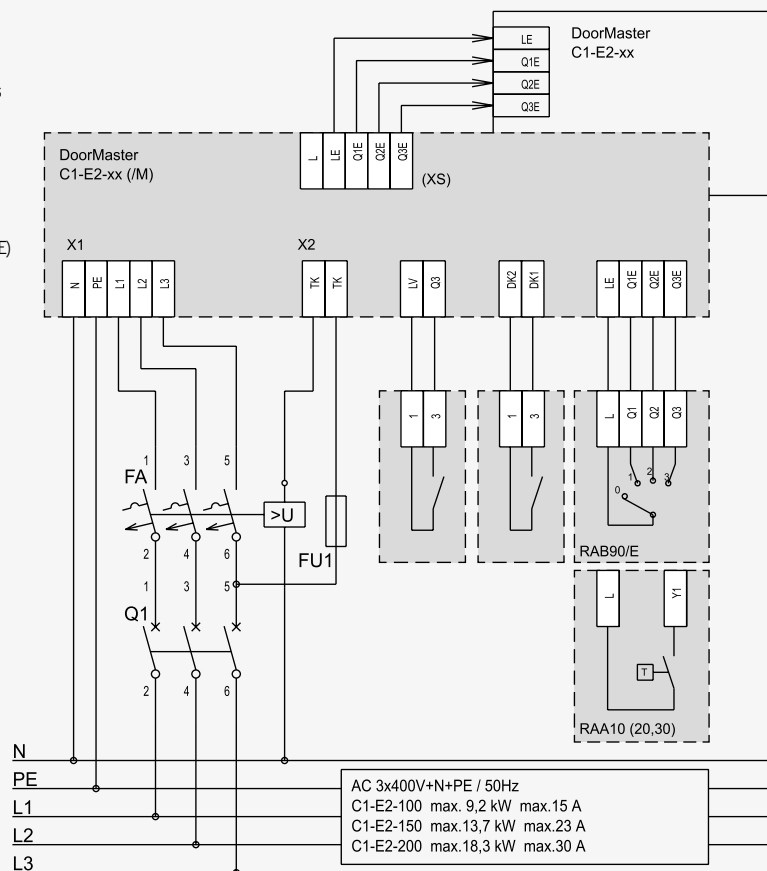 DoorMaster
C1-E2-xx
LE
Q1E
Q2E
Q3E
DoorMaster
C1-E2-xx (/M)
L
LE
Q1E
Q2E
Q3E
(XS)
E)
X1
X2
N
PE
L1
L2
L3
TK
TK
LV
Q3
DK2
DK1
LE
Q1E
Q2E
Q3E
1
3
1
3
L
Q1
Q2
Q3
0
1
2
3
RAB90/E
FA
1
3
5
>U
FU1
2
4
6
Q1
1
3
5
2
4
6
L
Y1
T
RAA10 (20,30)
N
PE
L1
L2
L3
AC 3x400V+N+PE / 50Hz
C1-E2-100 max. 9,2 kW max.15 A
C1-E2-150 max.13,7 kW max.23 A
C1-E2-200 max.18,3 kW max.30 A